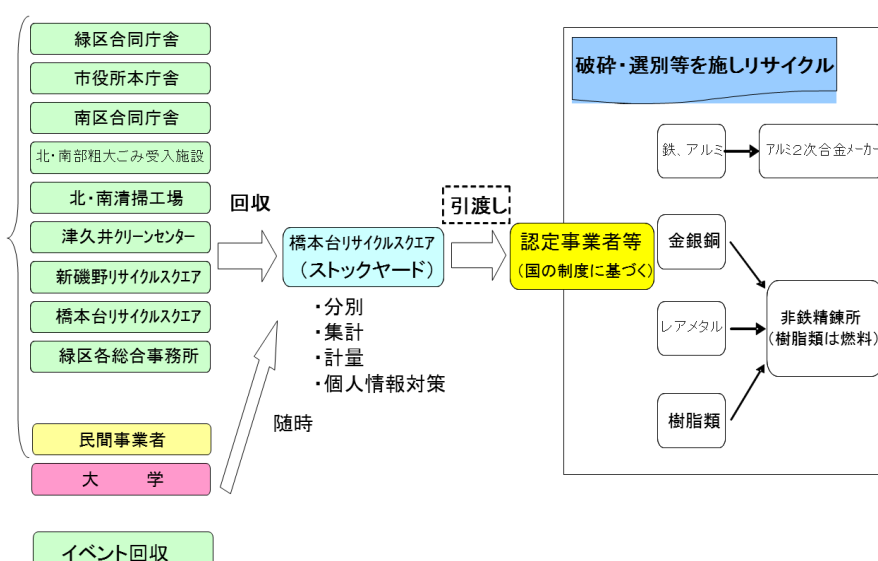 緑区合同庁舎
市役所本庁舎
南区合同庁舎
北・南部粗大ごみ受入施設
北・南清掃工場
津久井クリーンセンター
新磯野リサイクルスクエア
橋本台リサイクルスクエア
緑区各総合事務所
民間事業者
大 学
イベント回収
回収
随時
橋本台リサイクルスクエア
（ストックヤード）
・分別
・集計
・計量
・個人情報対策
引渡し
認定事業者等
（国の制度に基づく）
破砕・選別等を施しリサイクル
鉄、アルミ
アルミ２次合金メーカー
金銀銅
レアメタル
樹脂類
非鉄精錬所
（樹脂類は燃料）